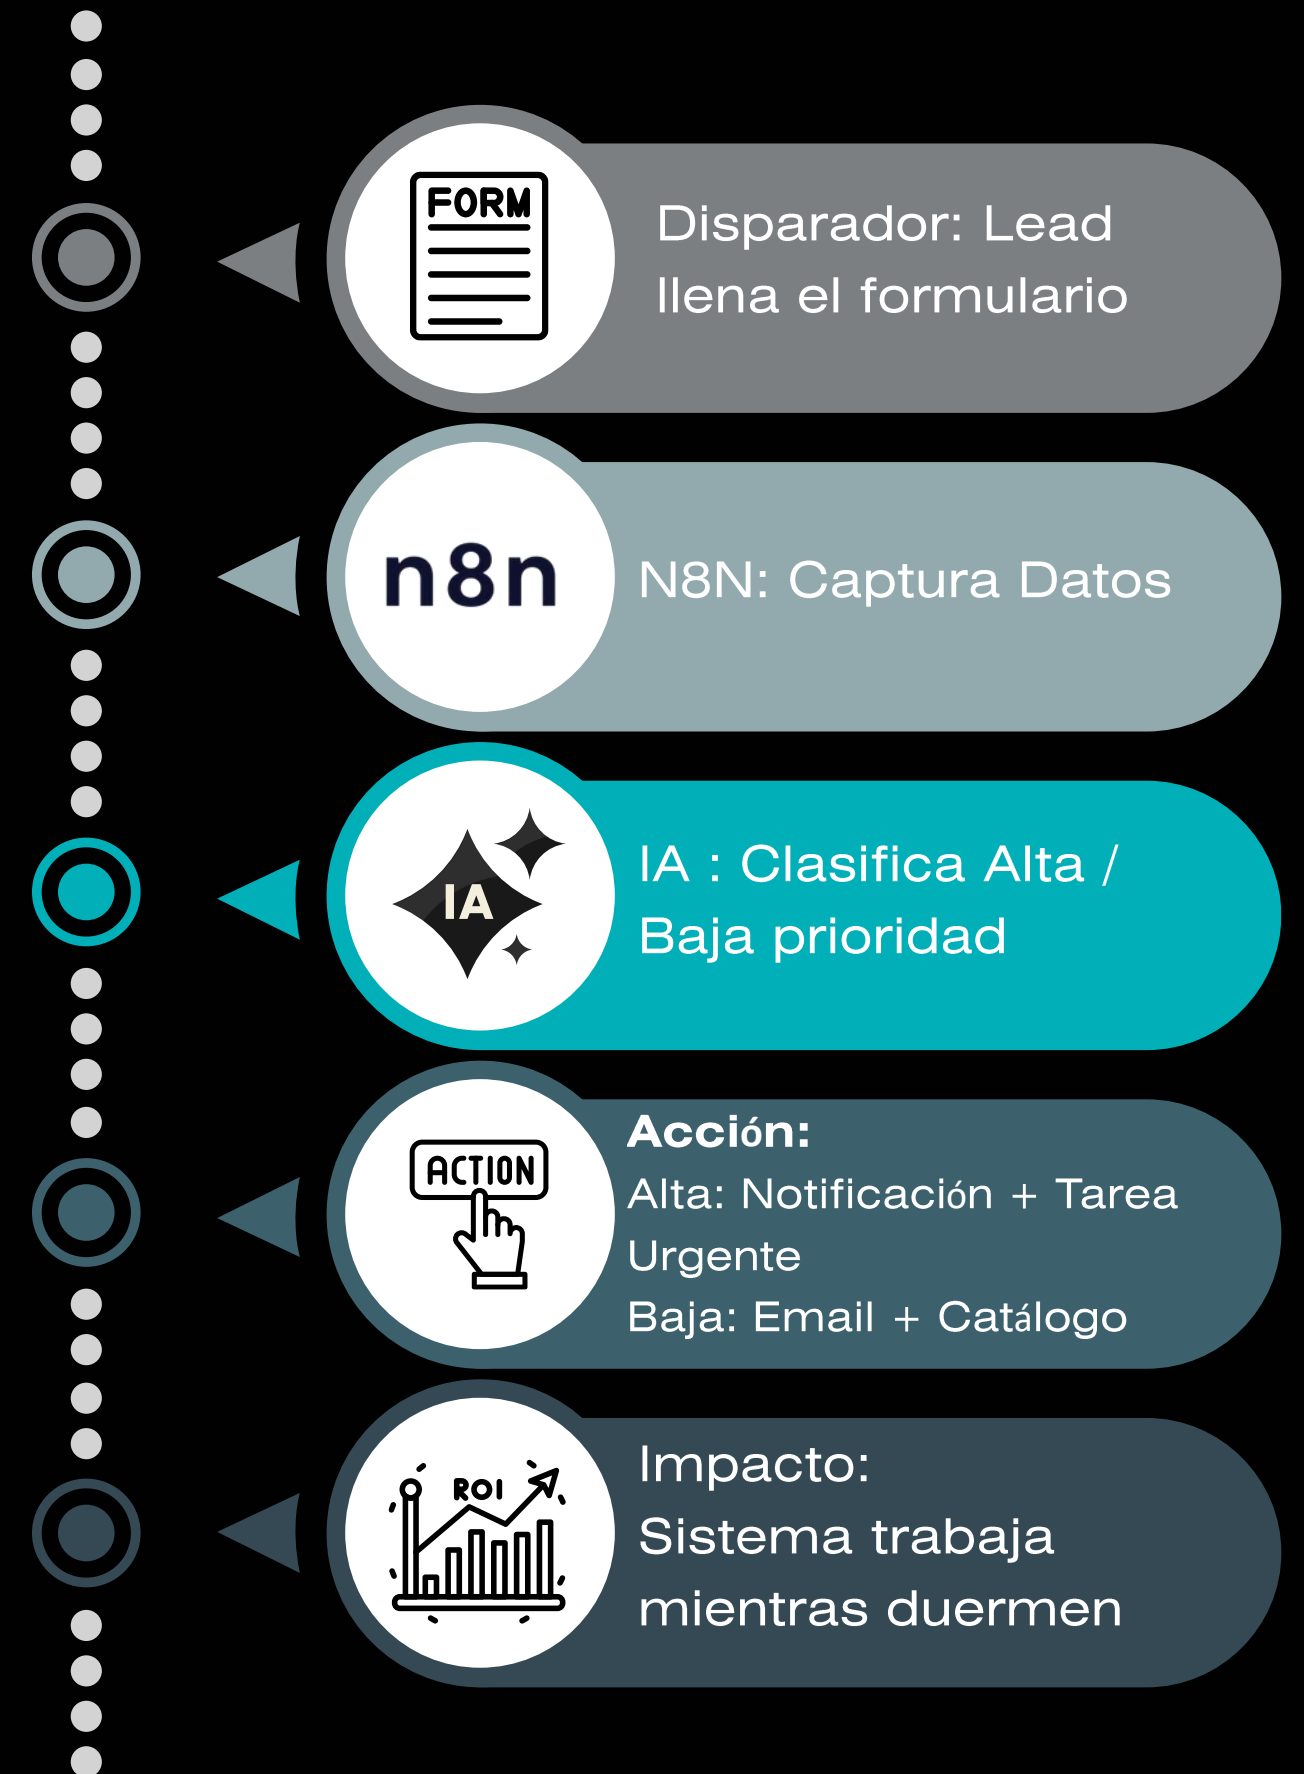 FORM
Disparador: Lead
llena el formulario
n8n
N8N: Captura Datos
IA
IA : Clasifica Alta /
Baja prioridad
ACTION
Acción:
Alta: Notificación + Tarea
Urgente
Baja: Email + Catálogo
ROI
Impacto:
Sistema trabaja
mientras duermen